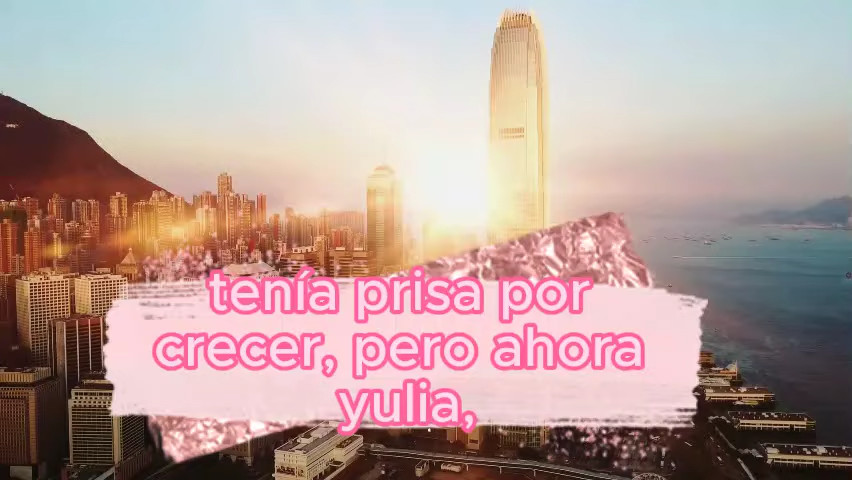 tenía prisa por
crecer, pero ahora
yulia,